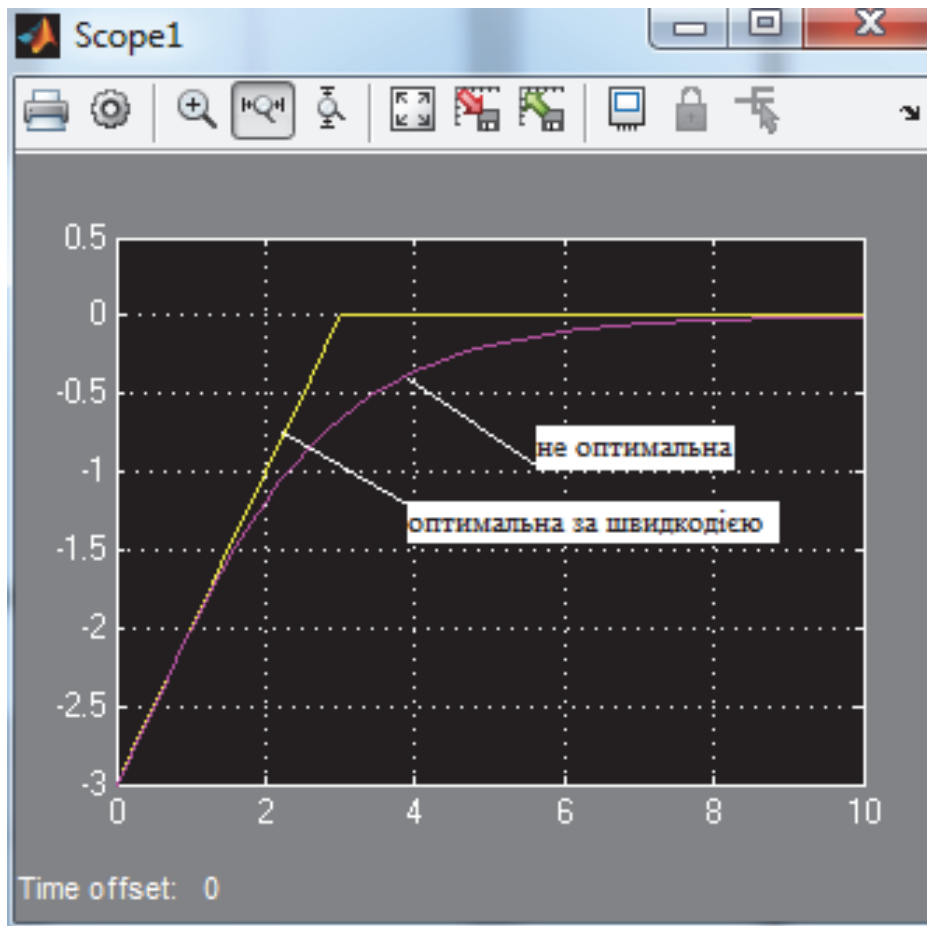 Scope1
0.5
0
-0.5
-1
-1.5
-2
-2.5
-3
не оптимальна
оптимальна за швидкодією
0 2 4 6 8 10
Time offset: 0